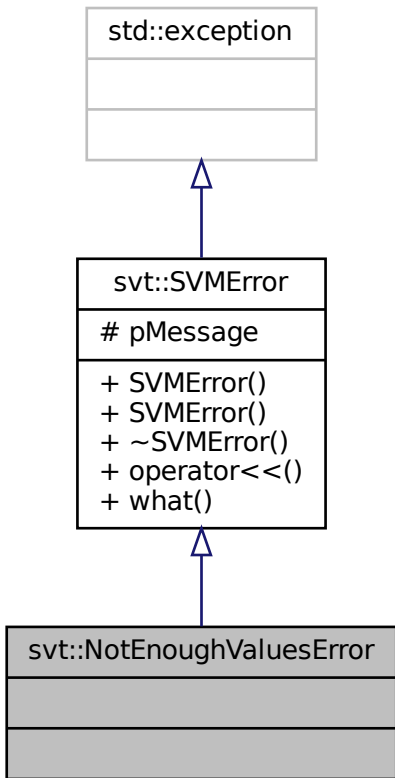 std::exception
svt::SVMError
# pMessage
+ SVMError()
+ SVMError()
+ ~SVMError()
+ operator<<()
+ what()
svt::NotEnoughValuesError